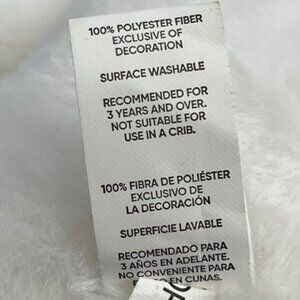 100% POLYESTER FIBER
EXCLUSIVE OF
DECORATION
SURFACE WASHABLE
RECOMMENDED FOR
3 YEARS AND OVER.
NOT SUITABLE FOR
USE IN A CRIB.
100% FIBRA DE POLIÉSTER
EXCLUSIVO DE
LA DECORACIÓN
SUPERFICIE LAVABLE
RECOMENDADO PARA
3 AÑOS EN ADELANTE.
NO CONVENIENTE PARA
EN CUNAS.